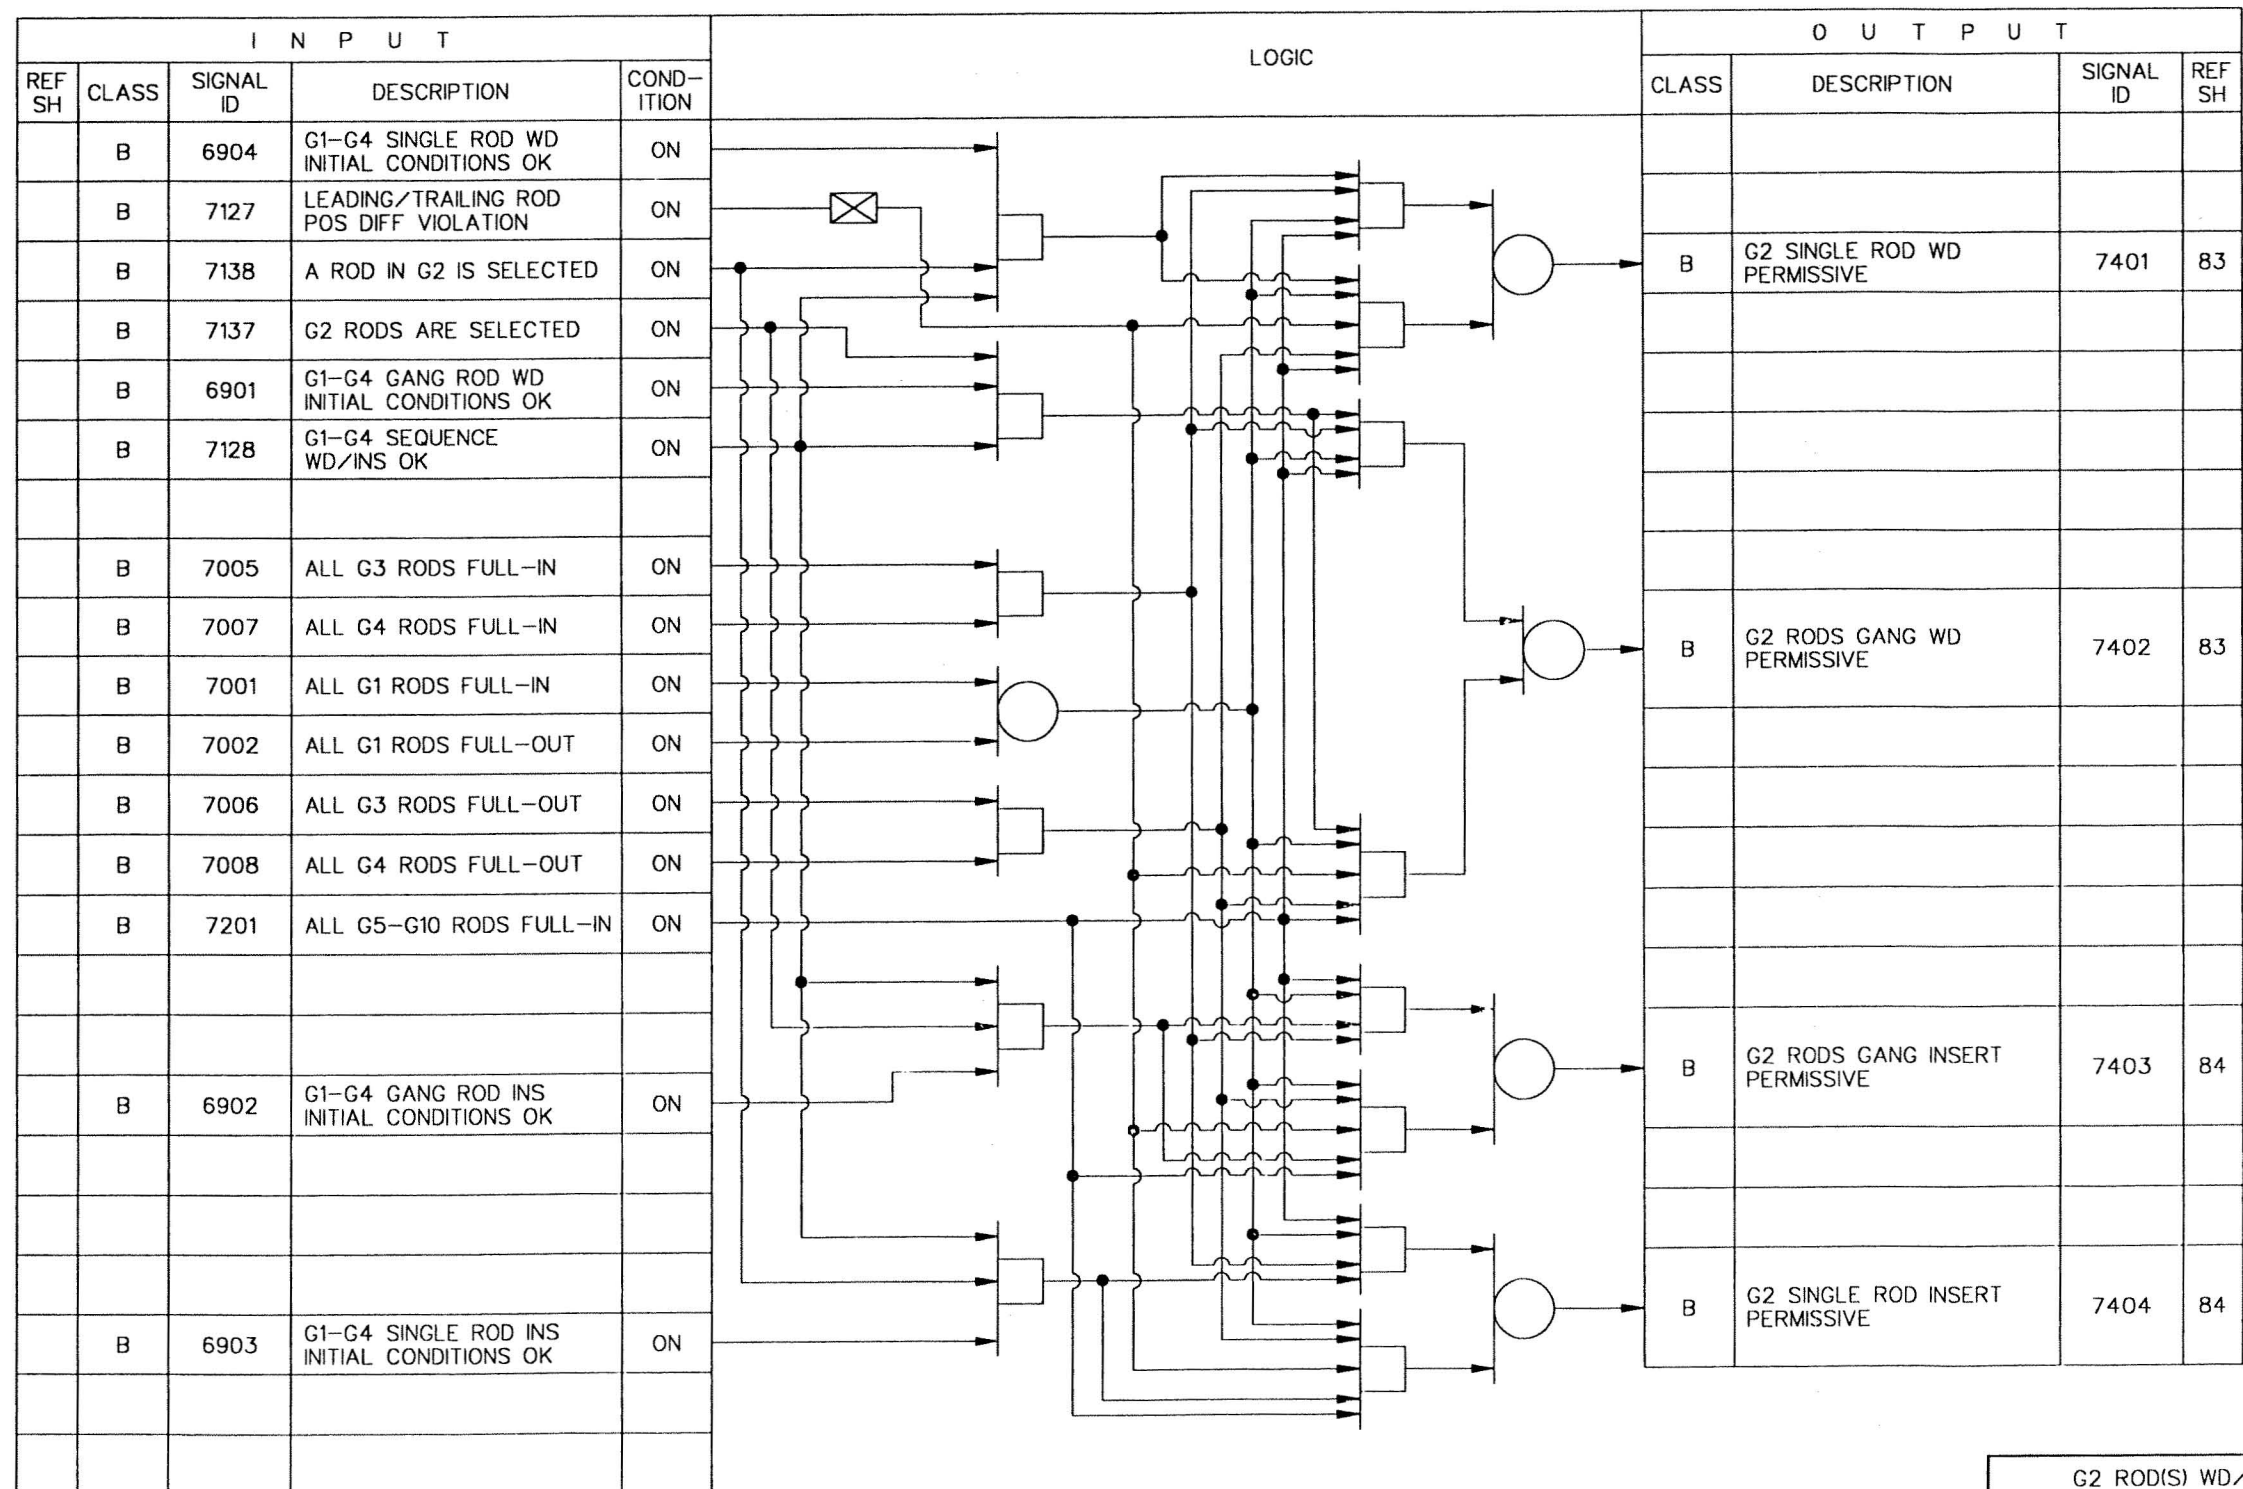 I N P U T
LOGIC
O U T P U T
REF SH
CLASS
SIGNAL ID
DESCRIPTION
COND-ITION
CLASS
DESCRIPTION
SIGNAL ID
REF SH
B 6904 G1-G4 SINGLE ROD WD ON
INITIAL CONDITIONS OK
B 7127 LEADING/TRAILING ROD ON
POS DIFF VIOLATION
B 7138 A ROD IN G2 IS SELECTED ON
B G2 SINGLE ROD WD 7401 83
PERMISSIVE
B 7137 G2 RODS ARE SELECTED ON
B 6901 G1-G4 GANG ROD WD ON
INITIAL CONDITIONS OK
B 7128 G1-G4 SEQUENCE ON
WD/INS OK
B 7005 ALL G3 RODS FULL-IN ON
B 7007 ALL G4 RODS FULL-IN ON
B G2 RODS GANG WD 7402 83
PERMISSIVE
B 7001 ALL G1 RODS FULL-IN ON
B 7002 ALL G1 RODS FULL-OUT ON
B 7006 ALL G3 RODS FULL-OUT ON
B 7008 ALL G4 RODS FULL-OUT ON
B 7201 ALL G5-G10 RODS FULL-IN ON
B G2 RODS GANG INSERT 7403 84
PERMISSIVE
B 6902 G1-G4 GANG ROD INS ON
INITIAL CONDITIONS OK
B G2 SINGLE ROD INSERT 7404 84
PERMISSIVE
B 6903 G1-G4 SINGLE ROD INS ON
INITIAL CONDITIONS OK
G2 ROD(S) WD/